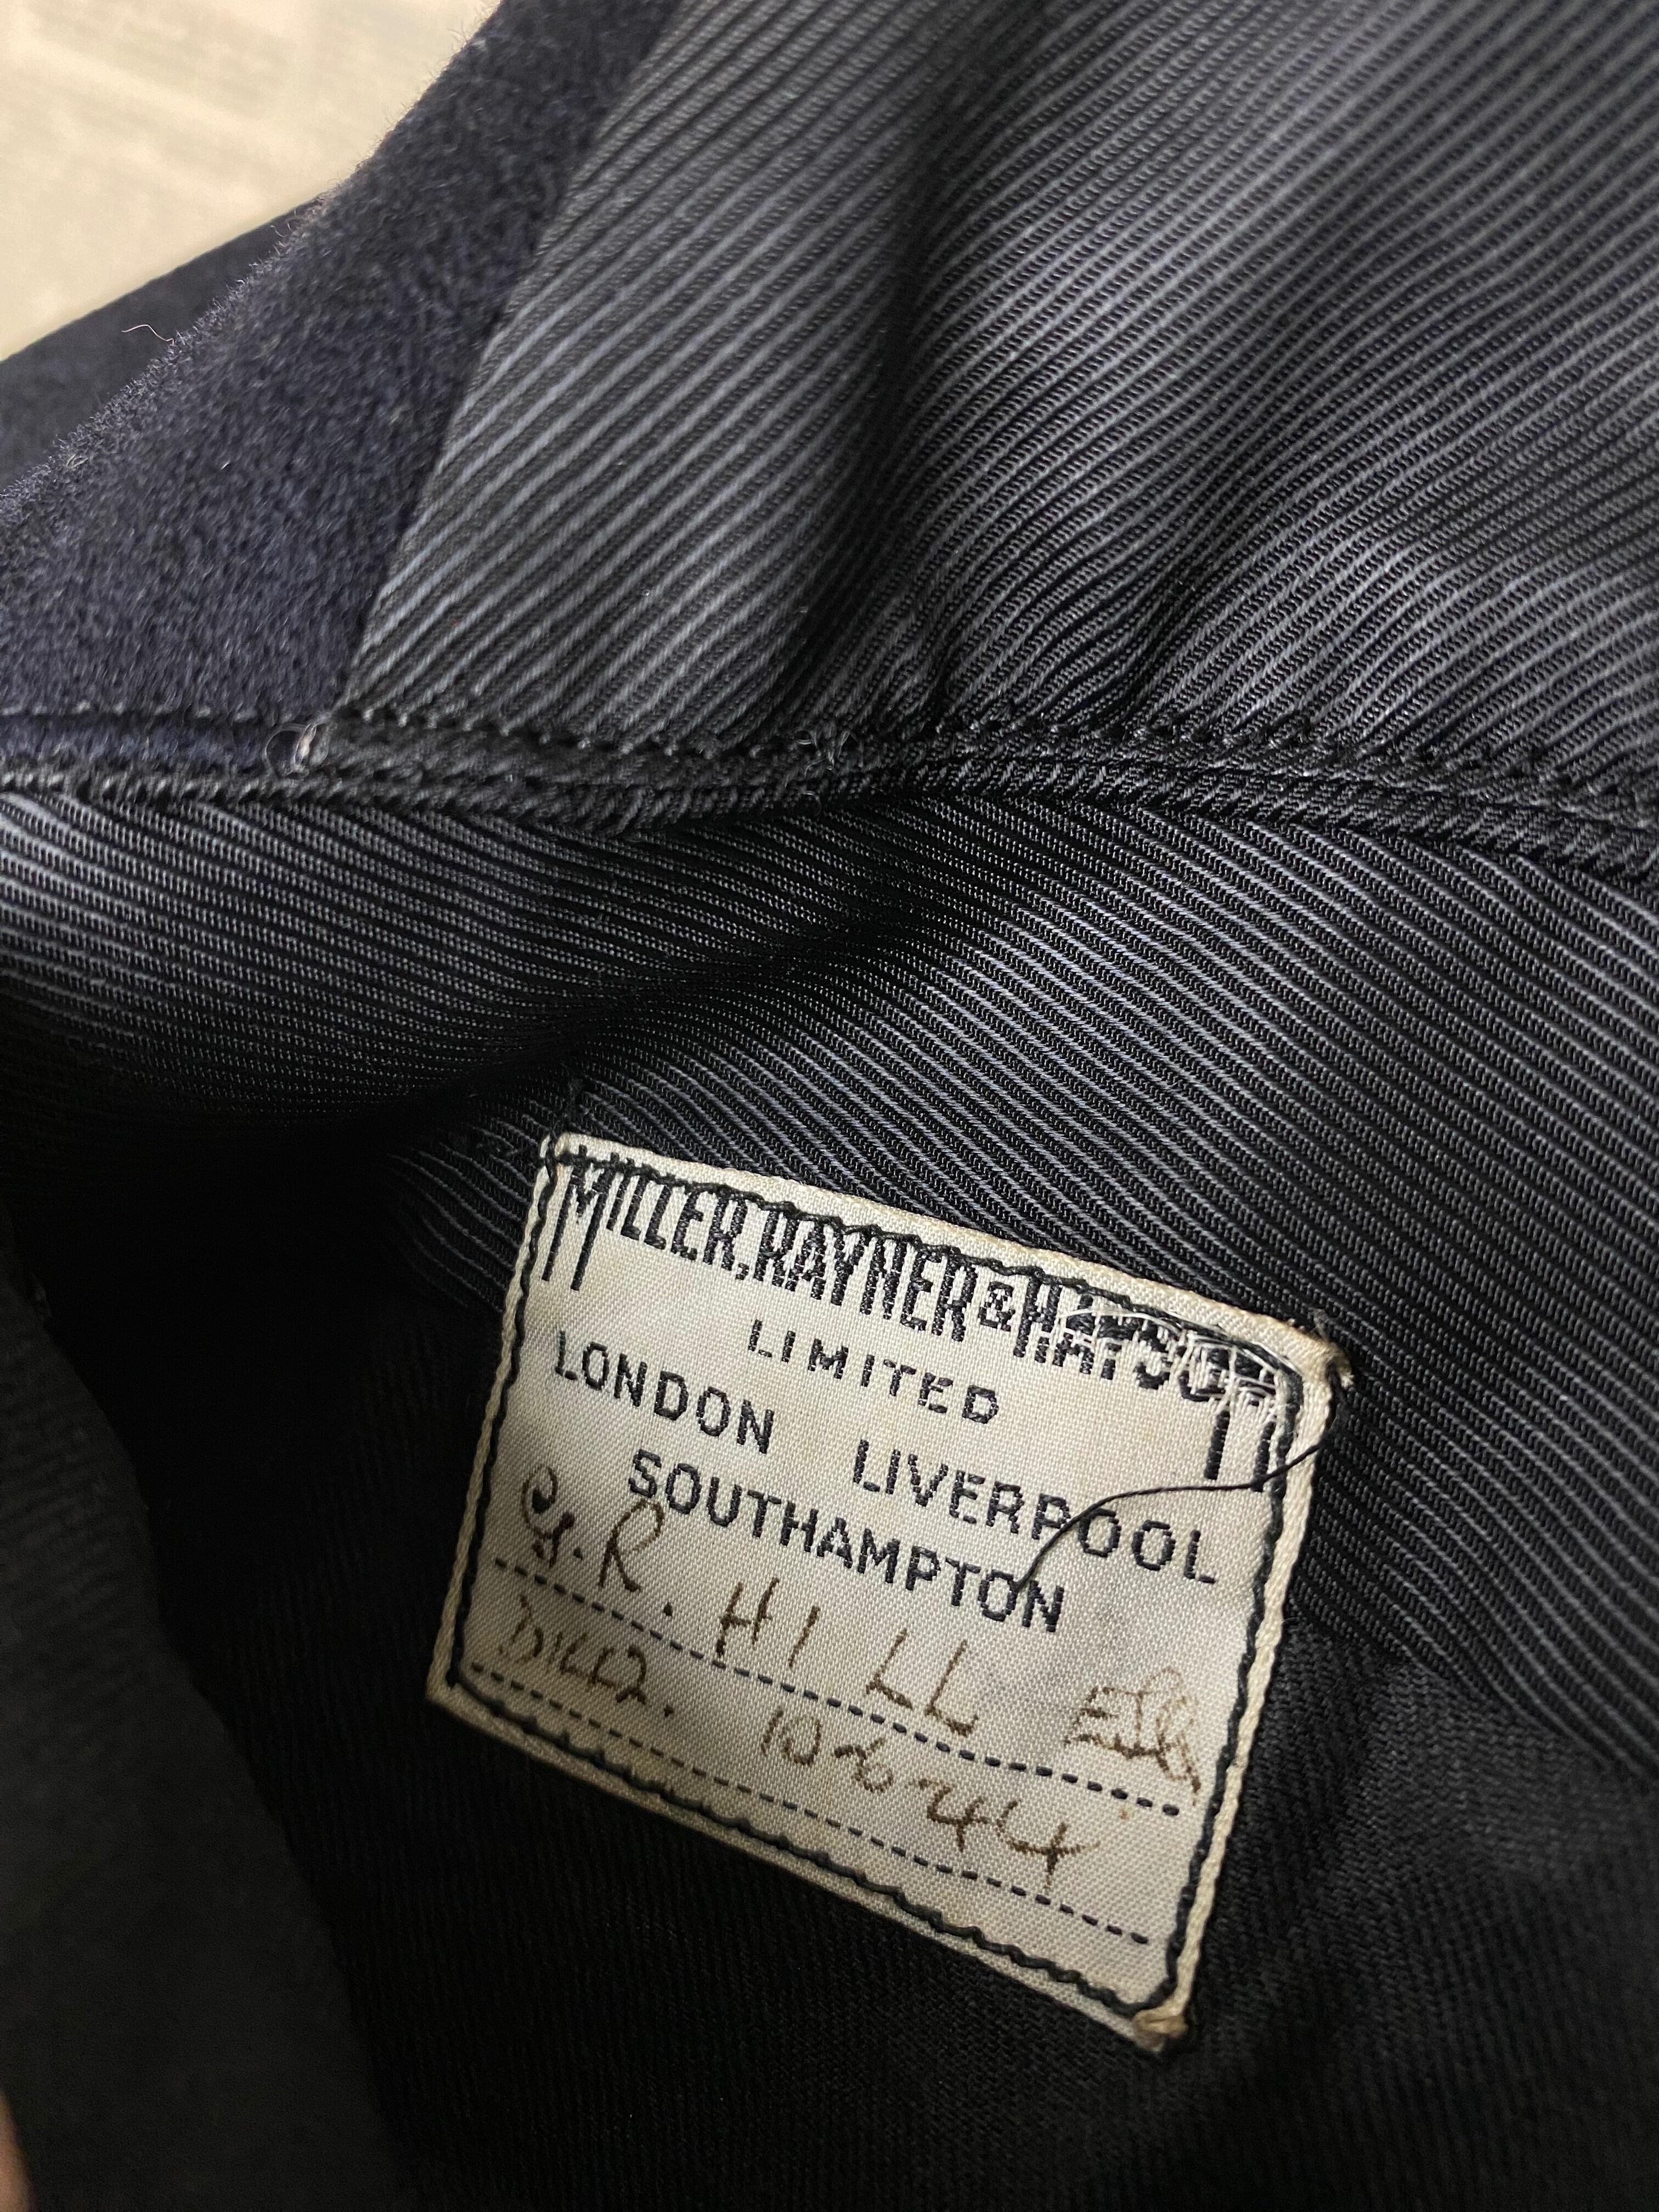 MILLER, RAYNER & HAYSOM
LIMITED
LONDON LIVERPOOL
SOUTHAMPTON
G. R. HILL ESQ
10-6-44